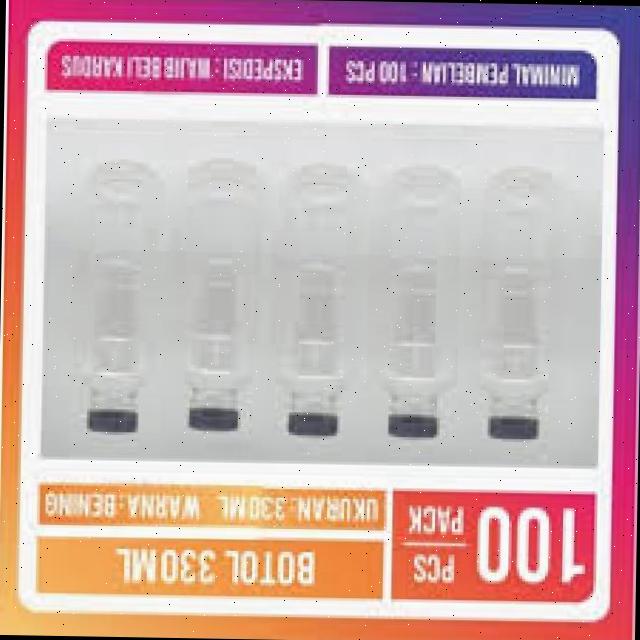 100 PCS
PACK
BOTOL 330ML
UKURAN: 330ML WARNA: BENING
MINIMAL PEMBELIAN : 100 PCS
EKSPEDISI : WAJIB BELI KARDUS